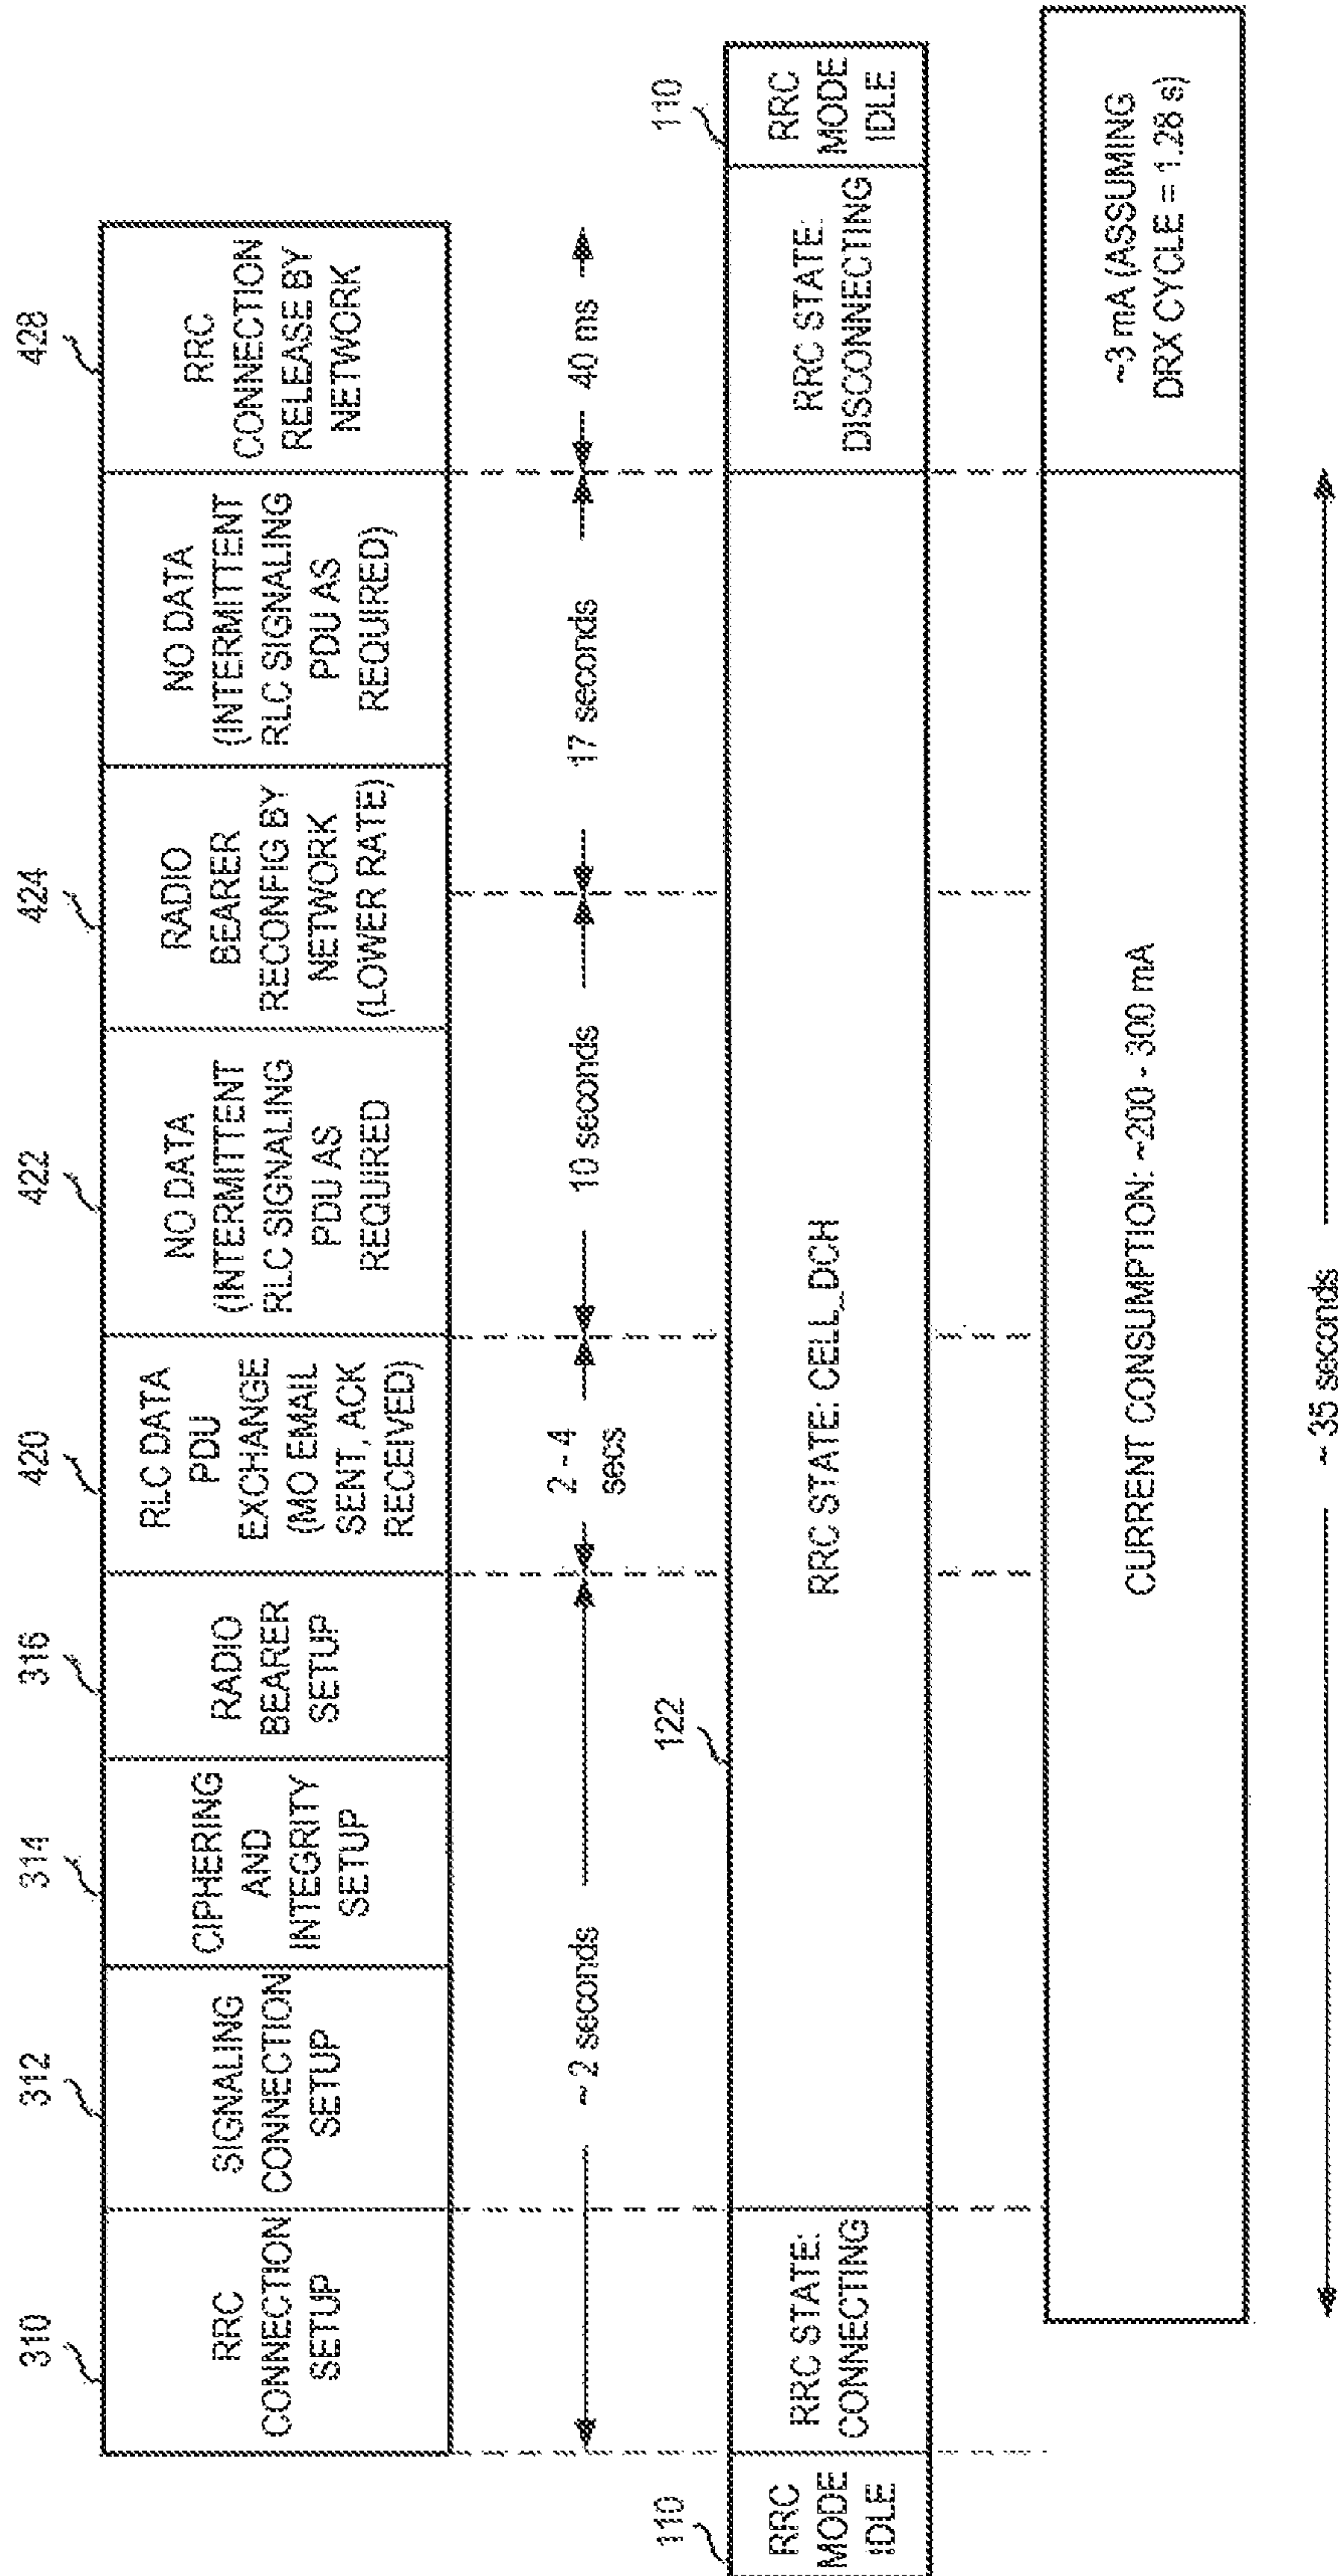 310
312
314
316
420
422
424
428
RRC
CONNECTION
SETUP
SIGNALING
CONNECTION
SETUP
CIPHERING
AND
INTEGRITY
SETUP
RADIO
BEARER
SETUP
RLC DATA
PDU
EXCHANGE
(MO EMAIL
SENT, ACK
RECEIVED)
NO DATA
(INTERMITTENT
RLC SIGNALING
PDU AS
REQUIRED
RADIO
BEARER
RECONFIG BY
NETWORK
(LOWER RATE)
NO DATA
(INTERMITTENT
RLC SIGNALING
PDU AS
REQUIRED)
RRC
CONNECTION
RELEASE BY
NETWORK
~ 2 seconds
2 - 4
secs
10 seconds
17 seconds
40 ms
110
122
110
RRC
MODE
IDLE
RRC STATE:
CONNECTING
RRC STATE: CELL_DCH
RRC STATE:
DISCONNECTING
RRC
MODE
IDLE
CURRENT CONSUMPTION: ~200 - 300 mA
~3 mA (ASSUMING
DRX CYCLE = 1.28 s)
~ 35 seconds